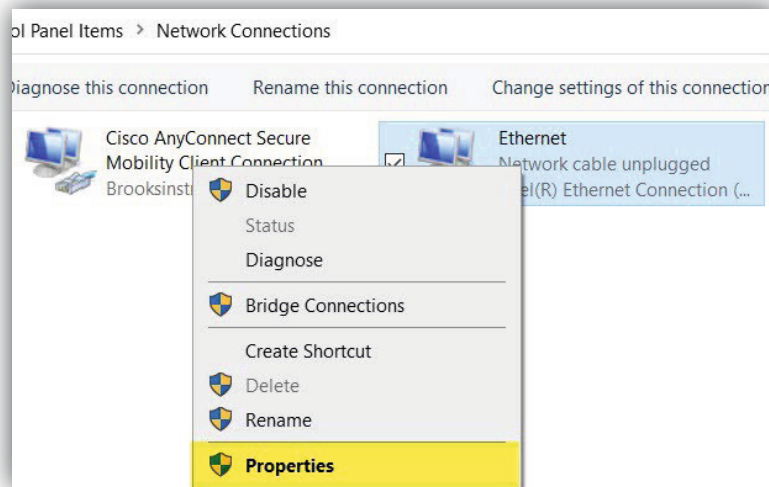 ol Panel Items > Network Connections
Diagnose this connection Rename this connection Change settings of this connection
Cisco AnyConnect Secure
Mobility Client Connection
Brooksinstr
Ethernet
Network cable unplugged
el(R) Ethernet Connection (...
Disable
Status
Diagnose
Bridge Connections
Create Shortcut
Delete
Rename
Properties